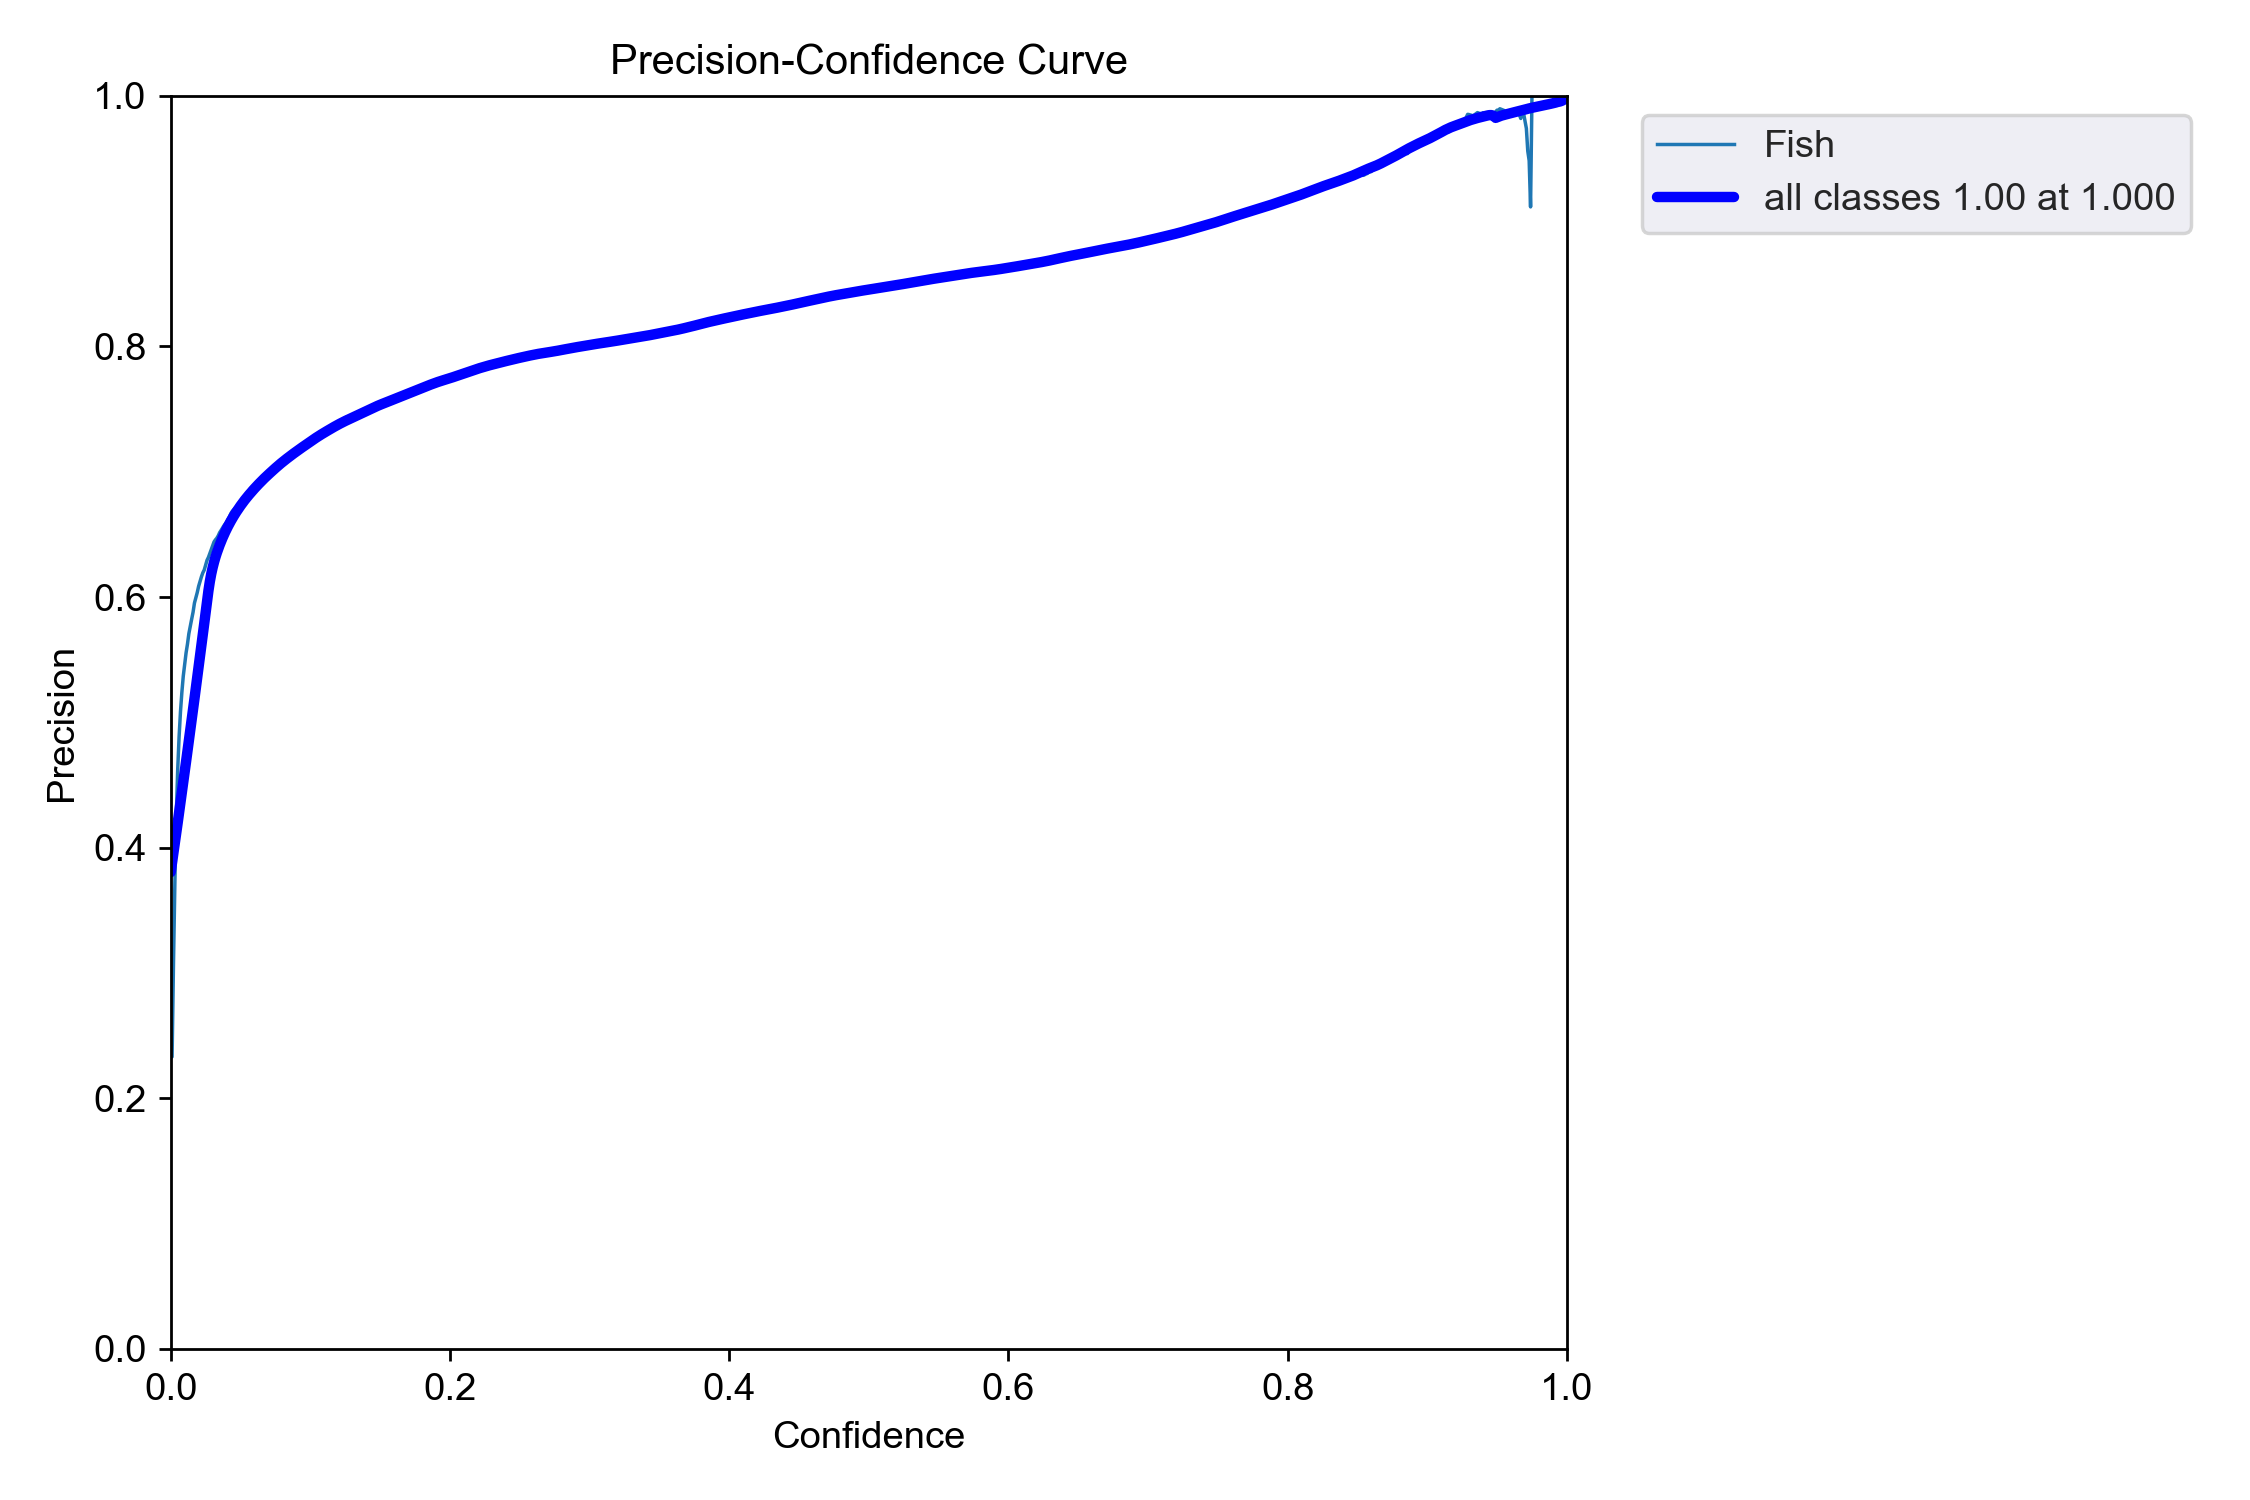 Precision-Confidence Curve
1.0
0.8
0.6
0.4
0.2
0.0
Precision
0.0 0.2 0.4 0.6 0.8 1.0
Confidence
Fish
all classes 1.00 at 1.000